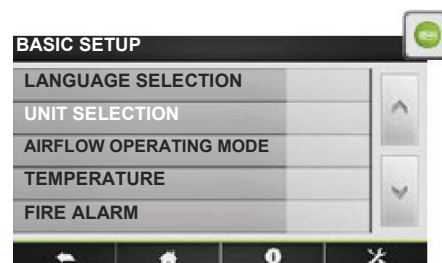 BASIC SETUP
LANGUAGE SELECTION
UNIT SELECTION
AIRFLOW OPERATING MODE
TEMPERATURE
FIRE ALARM